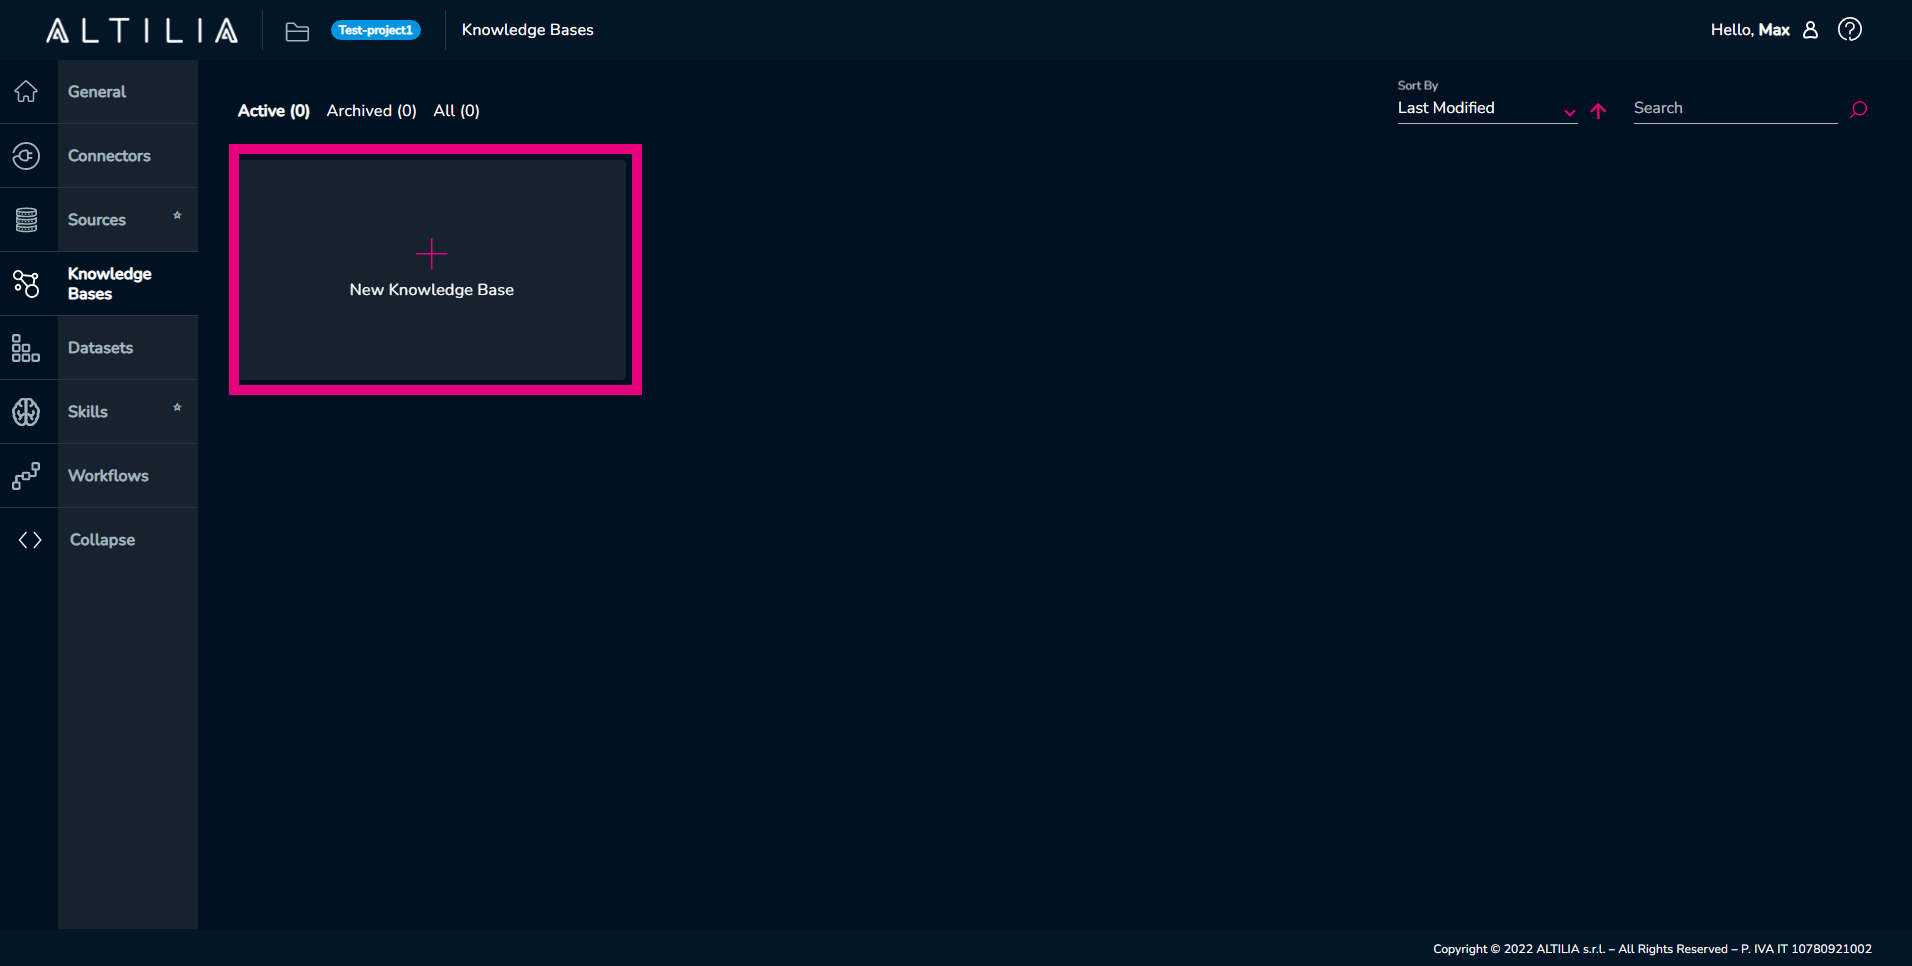 ALTILIA
Test-project1
Knowledge Bases
Hello, Max
General
Connectors
Sources
Knowledge
Bases
Datasets
Skills
Workflows
Collapse
Active (0) Archived (0) All (0)
Sort By
Last Modified
Search
New Knowledge Base
Copyright © 2022 ALTILIA s.r.l. – All Rights Reserved – P. IVA IT 10780921002